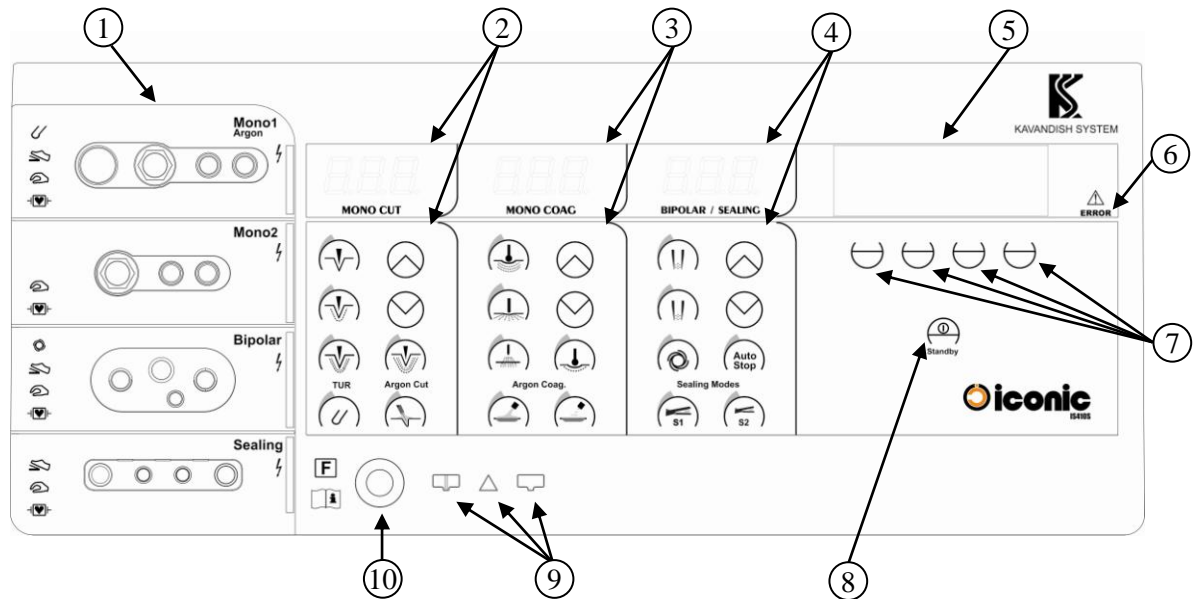 1
2
3
4
5
6
7
8
9
10
Mono1
Argon
Mono2
Bipolar
Sealing
KAVANDISH SYSTEM
MONO CUT
MONO COAG
BIPOLAR / SEALING
ERROR
Auto
Stop
TUR
Argon Cut
Argon Coag.
Sealing Modes
S1
S2
Standby
iconic
IS410S
F
i